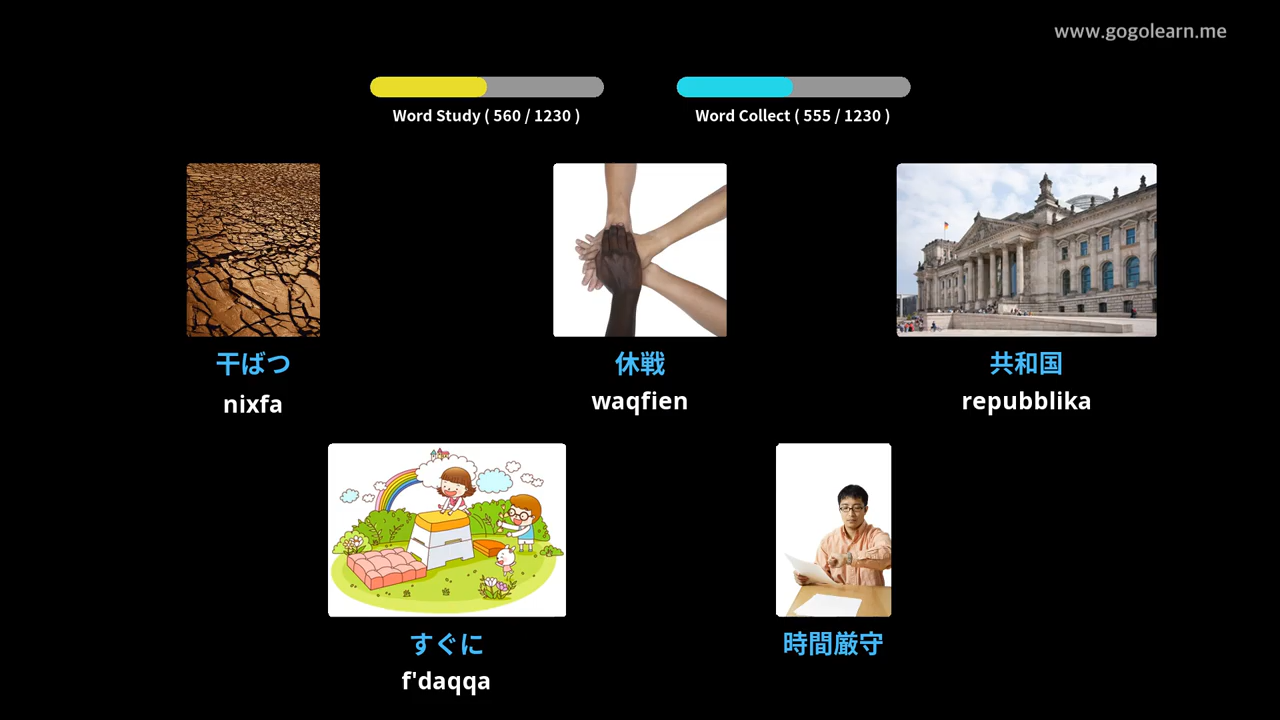 www.gogolearn.me
Word Study ( 560 / 1230 )
Word Collect ( 555 / 1230 )
干ばつ
nixfa
休戦
waqfien
共和国
repubblika
すぐに
f'daqqa
時間厳守